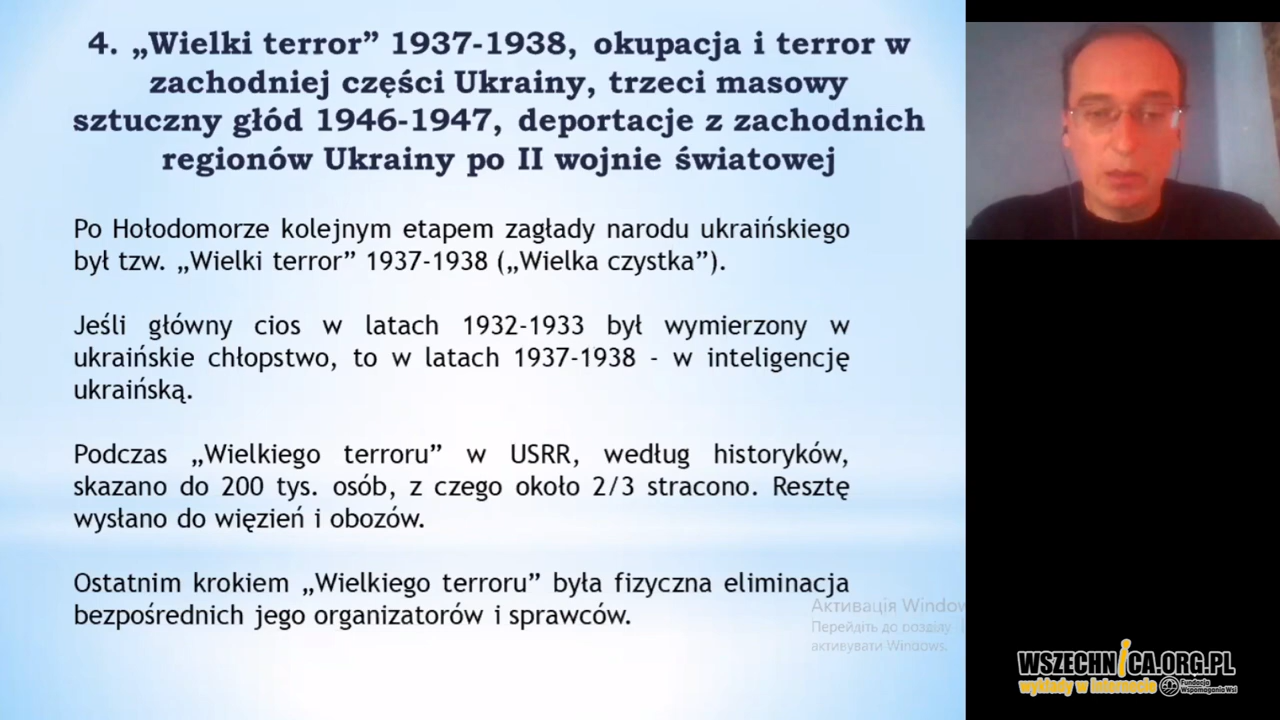 4. „Wielki terror” 1937-1938, okupacja i terror w
zachodniej części Ukrainy, trzeci masowy
sztuczny głód 1946-1947, deportacje z zachodnich
regionów Ukrainy po II wojnie światowej
Po Hołodomorze kolejnym etapem zagłady narodu ukraińskiego
był tzw. „Wielki terror” 1937-1938 („Wielka czystka”).
Jeśli główny cios w latach 1932-1933 był wymierzony w
ukraińskie chłopstwo, to w latach 1937-1938 - w inteligencję
ukraińską.
Podczas „Wielkiego terroru” w USRR, według historyków,
skazano do 200 tys. osób, z czego około 2/3 stracono. Resztę
wysłano do więzień i obozów.
Ostatnim krokiem „Wielkiego terroru” była fizyczna eliminacja
bezpośrednich jego organizatorów i sprawców.
Активація Window
Перейдіть до розділу
активувати Windows.
WSZECHNICA.ORG.PL
wykłady w internecie
Fundacja
Wspomagania Wsi